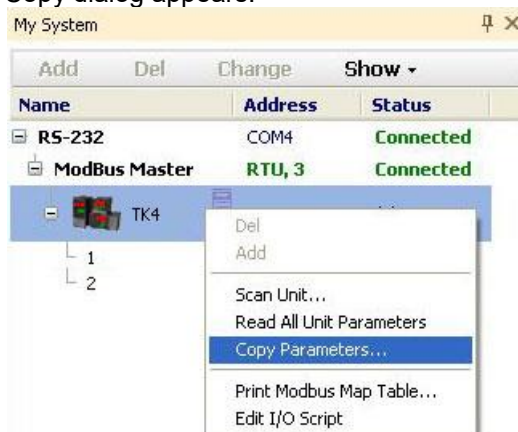 Copy dialog appears.
My System
Add Del Change Show
Name Address Status
RS-232 COM4 Connected
ModBus Master RTU, 3 Connected
TK4
1
2
Del
Add
Scan Unit...
Read All Unit Parameters
Copy Parameters...
Print Modbus Map Table...
Edit I/O Script